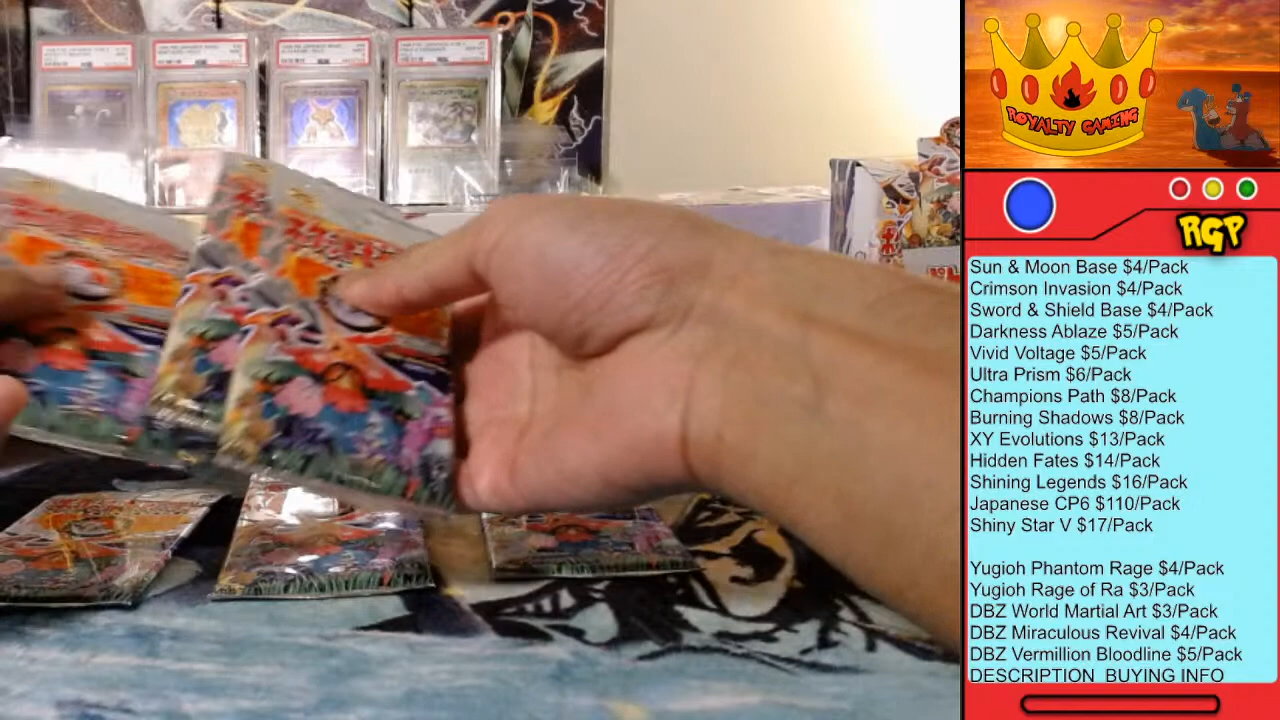 ROYALTY GAMING
RGP
Sun & Moon Base $4/Pack
Crimson Invasion $4/Pack
Sword & Shield Base $4/Pack
Darkness Ablaze $5/Pack
Vivid Voltage $5/Pack
Ultra Prism $6/Pack
Champions Path $8/Pack
Burning Shadows $8/Pack
XY Evolutions $13/Pack
Hidden Fates $14/Pack
Shining Legends $16/Pack
Japanese CP6 $110/Pack
Shiny Star V $17/Pack
Yugioh Phantom Rage $4/Pack
Yugioh Rage of Ra $3/Pack
DBZ World Martial Art $3/Pack
DBZ Miraculous Revival $4/Pack
DBZ Vermillion Bloodline $5/Pack
DESCRIPTION BUYING INFO